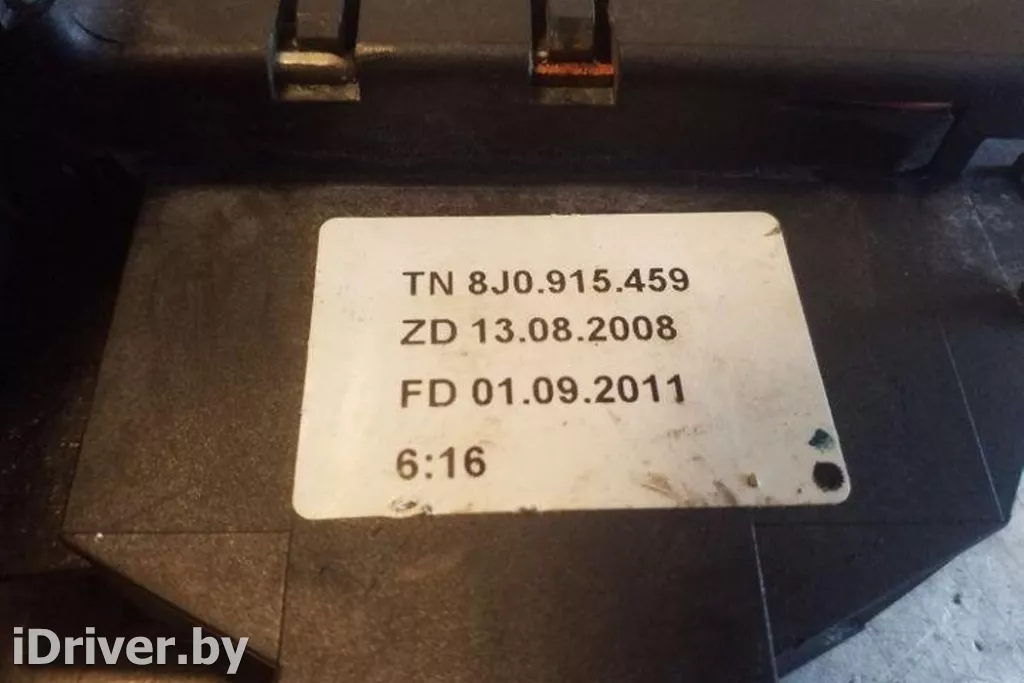 TN 8J0.915.459
ZD 13.08.2008
FD 01.09.2011
6:16
iDriver.by